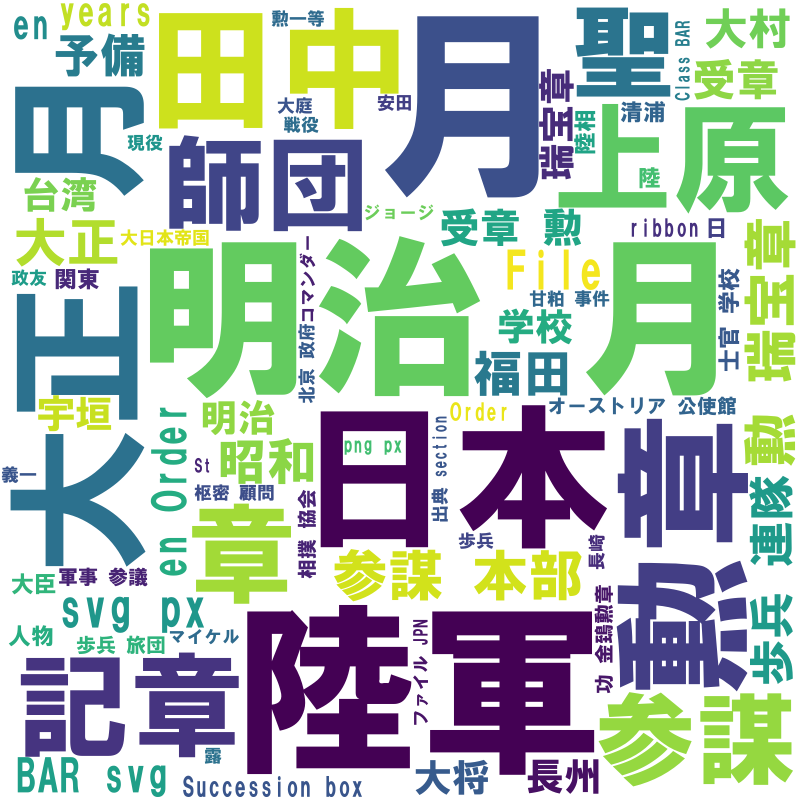 en
years
勲一等
予備
田中
月
聖
Class BAR
大村
受章
月
大庭
安田
戦役
現役
師団
瑞宝章
陸相
清浦
上原
陸
台湾
ジョージ
受章 勲
ribbon
日
大正
大日本帝国
政友
関東
コマンダー
明治
月
File
甘粕 事件
学校
士官 学校
瑞宝章
大正
北京 政府
福田
宇垣
明治
Order
オーストリア 公使館
en Order
昭和
png px
日本
section
出典
章
勲
義一
St
枢密 顧問
章
相撲 協会
歩兵
長崎
参謀 本部
歩兵 連隊
大臣
軍事 参議
svg px
勲
功 金鵄勲章
人物
歩兵 旅団
マイケル
陸軍
ファイル JPN
記章
露
参謀
BAR svg
Succession box
大将
長州